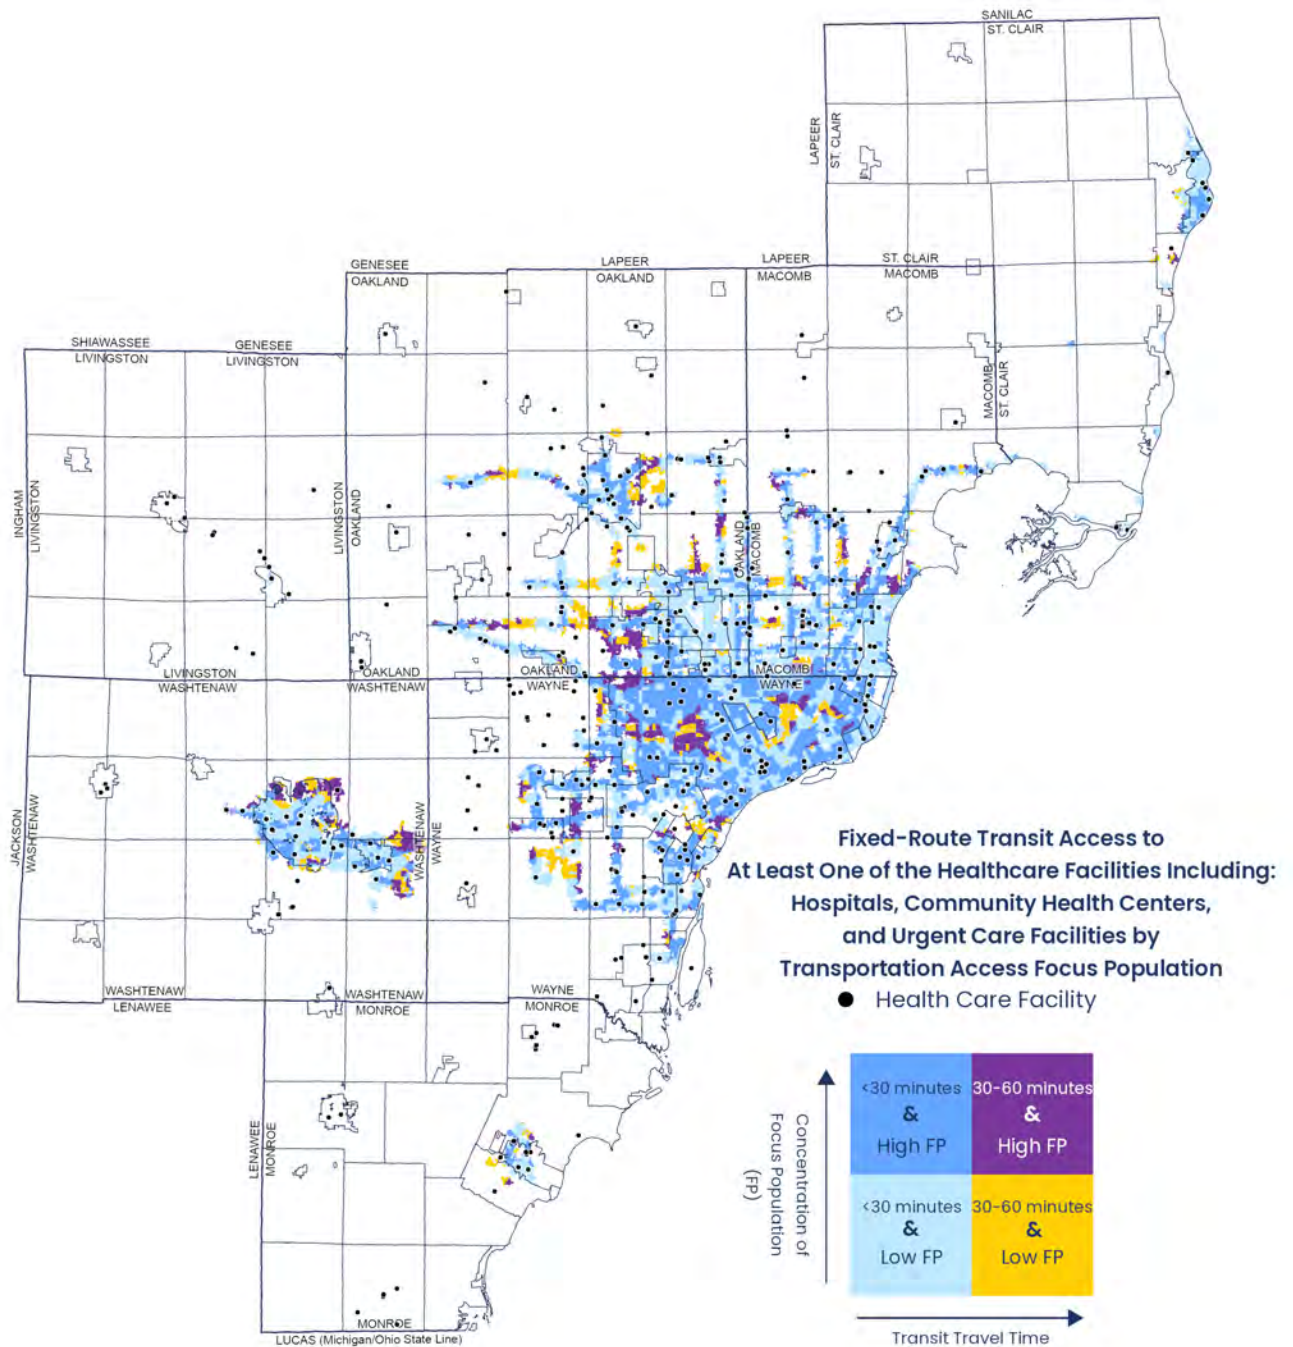 SANILAC
ST. CLAIR
LAPEER
ST. CLAIR
GENESEE
OAKLAND
LAPEER
OAKLAND
LAPEER
MACOMB
ST. CLAIR
MACOMB
SHIAWASSEE
LIVINGSTON
GENESEE
LIVINGSTON
MACOMB
ST. CLAIR
INGHAM
LIVINGSTON
LIVINGSTON
OAKLAND
OAKLAND
MACOMB
LIVINGSTON
WASHTENAW
OAKLAND
WASHTENAW
OAKLAND
WAYNE
MACOMB
WAYNE
JACKSON
WASHTENAW
WASHTENAW
WAYNE
Fixed-Route Transit Access to
At Least One of the Healthcare Facilities Including:
Hospitals, Community Health Centers,
and Urgent Care Facilities by
Transportation Access Focus Population
Health Care Facility
WASHTENAW
LENAWEE
WASHTENAW
MONROE
WAYNE
MONROE
LENAWEE
MONROE
MONROE
LUCAS (Michigan/Ohio State Line)
Concentration of
Focus Population
(FP)
<30 minutes
&
High FP
30-60 minutes
&
High FP
<30 minutes
&
Low FP
30-60 minutes
&
Low FP
Transit Travel Time